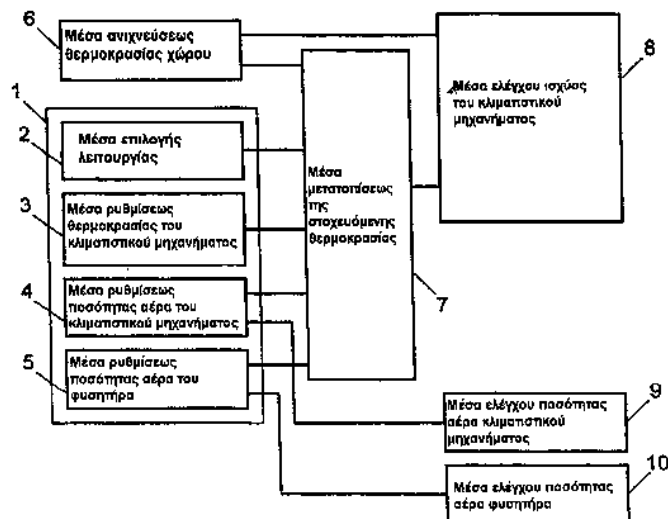 6
Μέσα ανιχνεύσεως
θερμοκρασίας χώρου
8
Μέσα ελέγχου ισχύος
του κλιματιστικού
μηχανήματος
1
2
Μέσα επιλογής
λειτουργίας
3
Μέσα ρυθμίσεως
θερμοκρασίας του
κλιματιστικού μηχανήματος
4
Μέσα ρυθμίσεως
ποσότητας αέρα του
κλιματιστικού μηχανήματος
5
Μέσα ρυθμίσεως
ποσότητας αέρα του
φυσητήρα
Μέσα
μετατοπίσεως
της
στοχευόμενης
θερμοκρασίας
7
9
Μέσα ελέγχου ποσότητας
αέρα κλιματιστικού
μηχανήματος
10
Μέσα ελέγχου ποσότητας
αέρα φυσητήρα